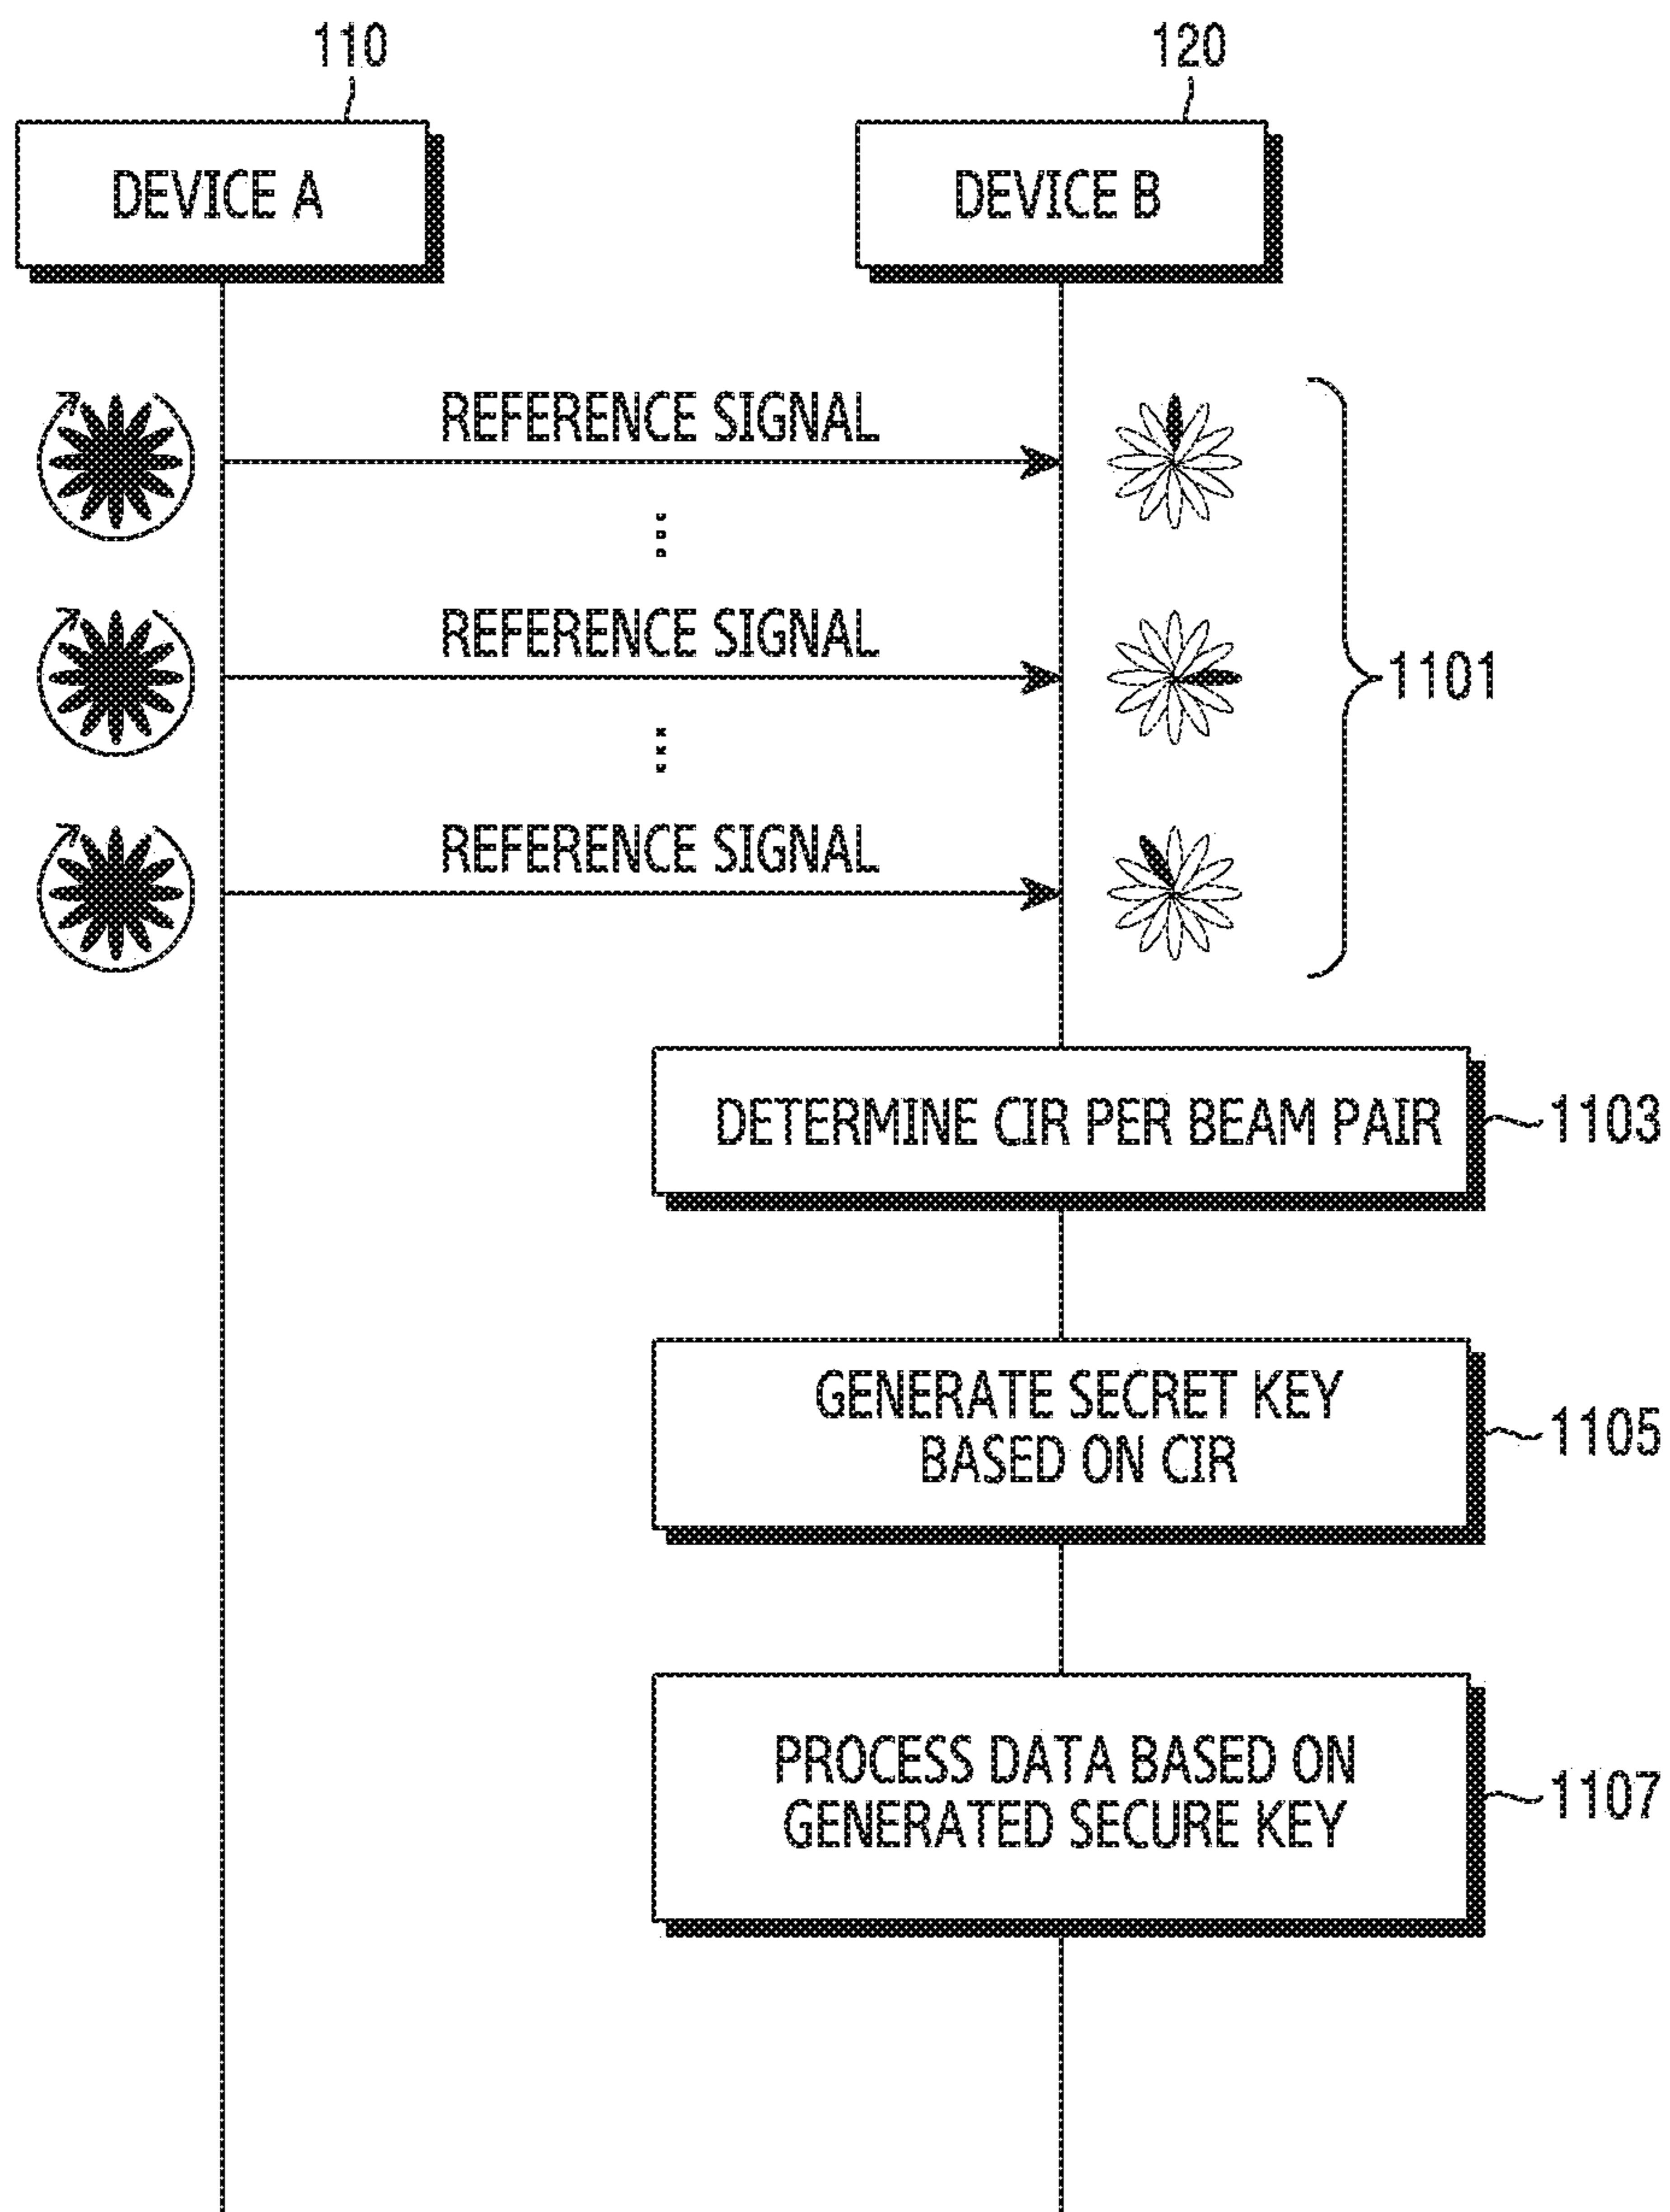 110
120
DEVICE A
DEVICE B
REFERENCE SIGNAL
REFERENCE SIGNAL
1101
REFERENCE SIGNAL
DETERMINE CIR PER BEAM PAIR
1103
GENERATE SECRET KEY
BASED ON CIR
1105
PROCESS DATA BASED ON
GENERATED SECURE KEY
1107